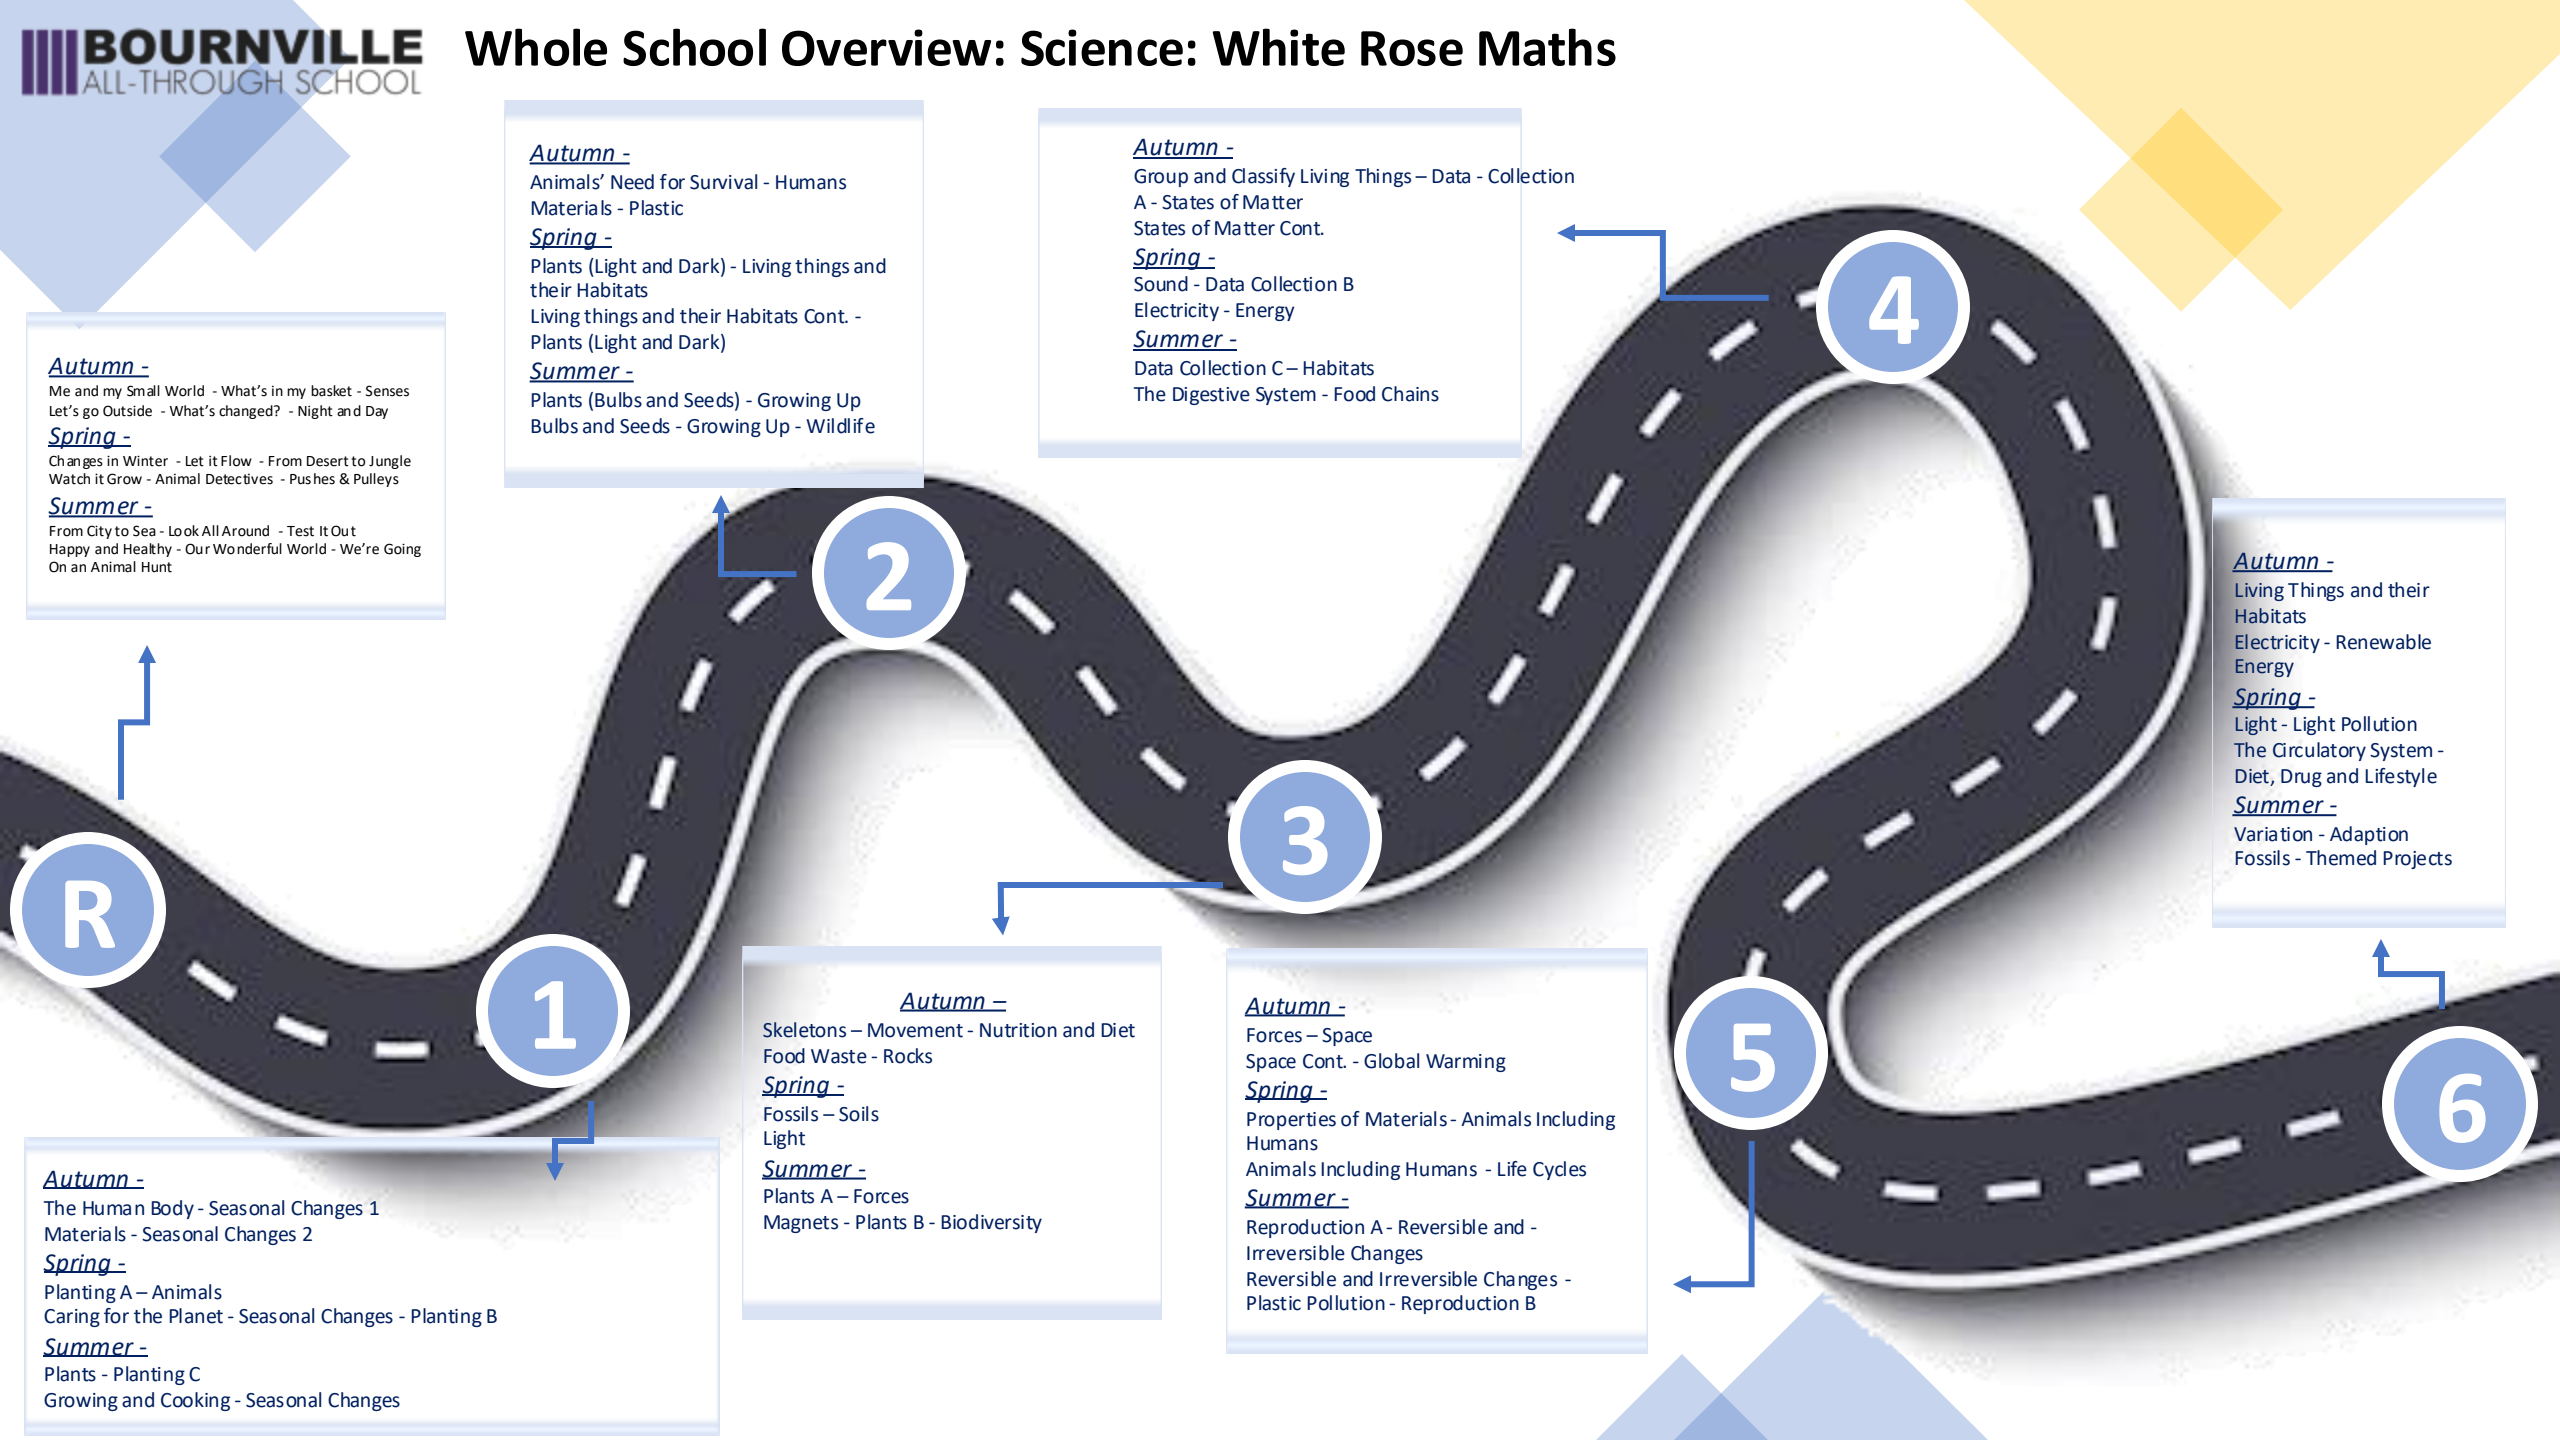 BOURNVILLE
ALL-THROUGH SCHOOL
Whole School Overview: Science: White Rose Maths
Autumn -
Me and my Small World - What's in my basket - Senses
Let's go Outside - What's changed? - Night and Day
Spring -
Changes in Winter - Let it Flow - From Desert to Jungle
Watch it Grow - Animal Detectives - Pushes & Pulleys
Summer -
From City to Sea - Look All Around - Test It Out
Happy and Healthy - Our Wonderful World - We're Going
On an Animal Hunt
R
Autumn -
The Human Body - Seasonal Changes 1
Materials - Seasonal Changes 2
Spring -
Planting A – Animals
Caring for the Planet - Seasonal Changes - Planting B
Summer -
Plants - Planting C
Growing and Cooking - Seasonal Changes
1
Autumn -
Animals' Need for Survival - Humans
Materials - Plastic
Spring -
Plants (Light and Dark) - Living things and
their Habitats
Living things and their Habitats Cont. -
Plants (Light and Dark)
Summer -
Plants (Bulbs and Seeds) - Growing Up
Bulbs and Seeds - Growing Up - Wildlife
2
Autumn –
Skeletons – Movement - Nutrition and Diet
Food Waste - Rocks
Spring -
Fossils – Soils
Light
Summer -
Plants A – Forces
Magnets - Plants B - Biodiversity
3
Autumn -
Group and Classify Living Things – Data - Collection
A - States of Matter
States of Matter Cont.
Spring -
Sound - Data Collection B
Electricity - Energy
Summer -
Data Collection C – Habitats
The Digestive System - Food Chains
4
Autumn -
Forces – Space
Space Cont. - Global Warming
Spring -
Properties of Materials - Animals Including
Humans
Animals Including Humans - Life Cycles
Summer -
Reproduction A - Reversible and -
Irreversible Changes
Reversible and Irreversible Changes -
Plastic Pollution - Reproduction B
5
Autumn -
Living Things and their
Habitats
Electricity - Renewable
Energy
Spring -
Light - Light Pollution
The Circulatory System -
Diet, Drug and Lifestyle
Summer -
Variation - Adaption
Fossils - Themed Projects
6